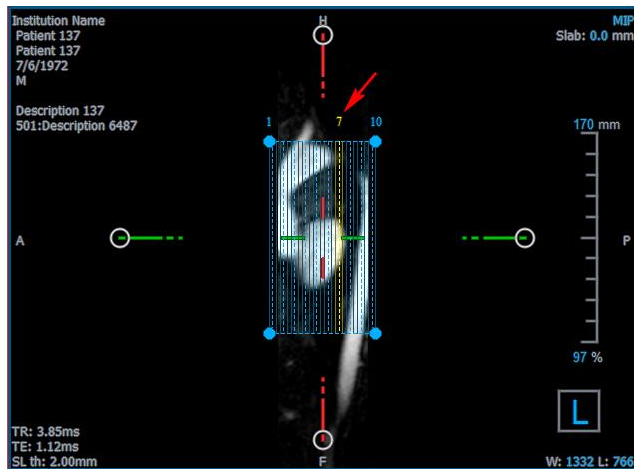 Institution Name
Patient 137
Patient 137
7/6/1972
M
Description 137
501:Description 6487
H
MIP
Slab: 0.0 mm
1
7
10
170 mm
A
P
97 %
L
TR: 3.85ms
TE: 1.12ms
SL th: 2.00mm
F
W: 1332 L: 766